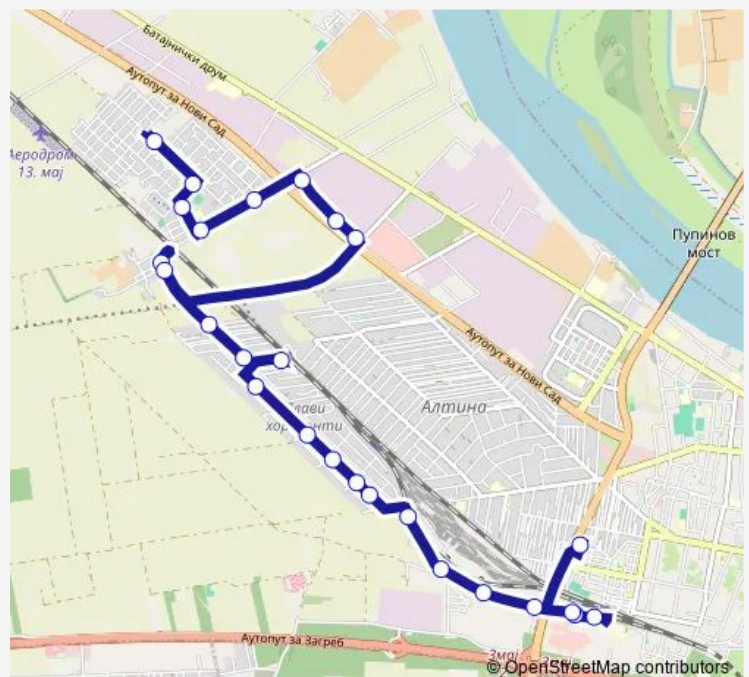 Батајнички друм
Аутопут за Нови Сад
Аеродром
13. мај
Пупинов
мост
Аутопут за Нови Сад
Алтина
Аутопут за Загреб
Змај
© OpenStreetMap contributors